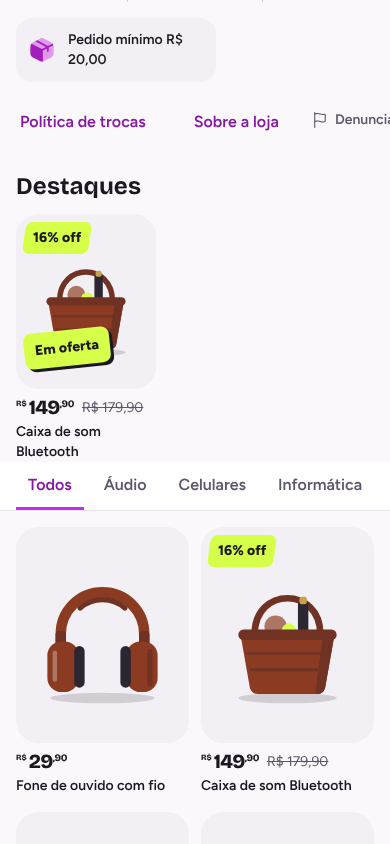 Pedido mínimo R$
20,00
Política de trocas
Sobre a loja
Destaques
16% off
Em oferta
R$ 149,90 R$ 179,90
Caixa de som
Bluetooth
Todos
Áudio
Celulares
Informática
16% off
R$ 29,90
Fone de ouvido com fio
R$ 149,90 R$ 179,90
Caixa de som Bluetooth